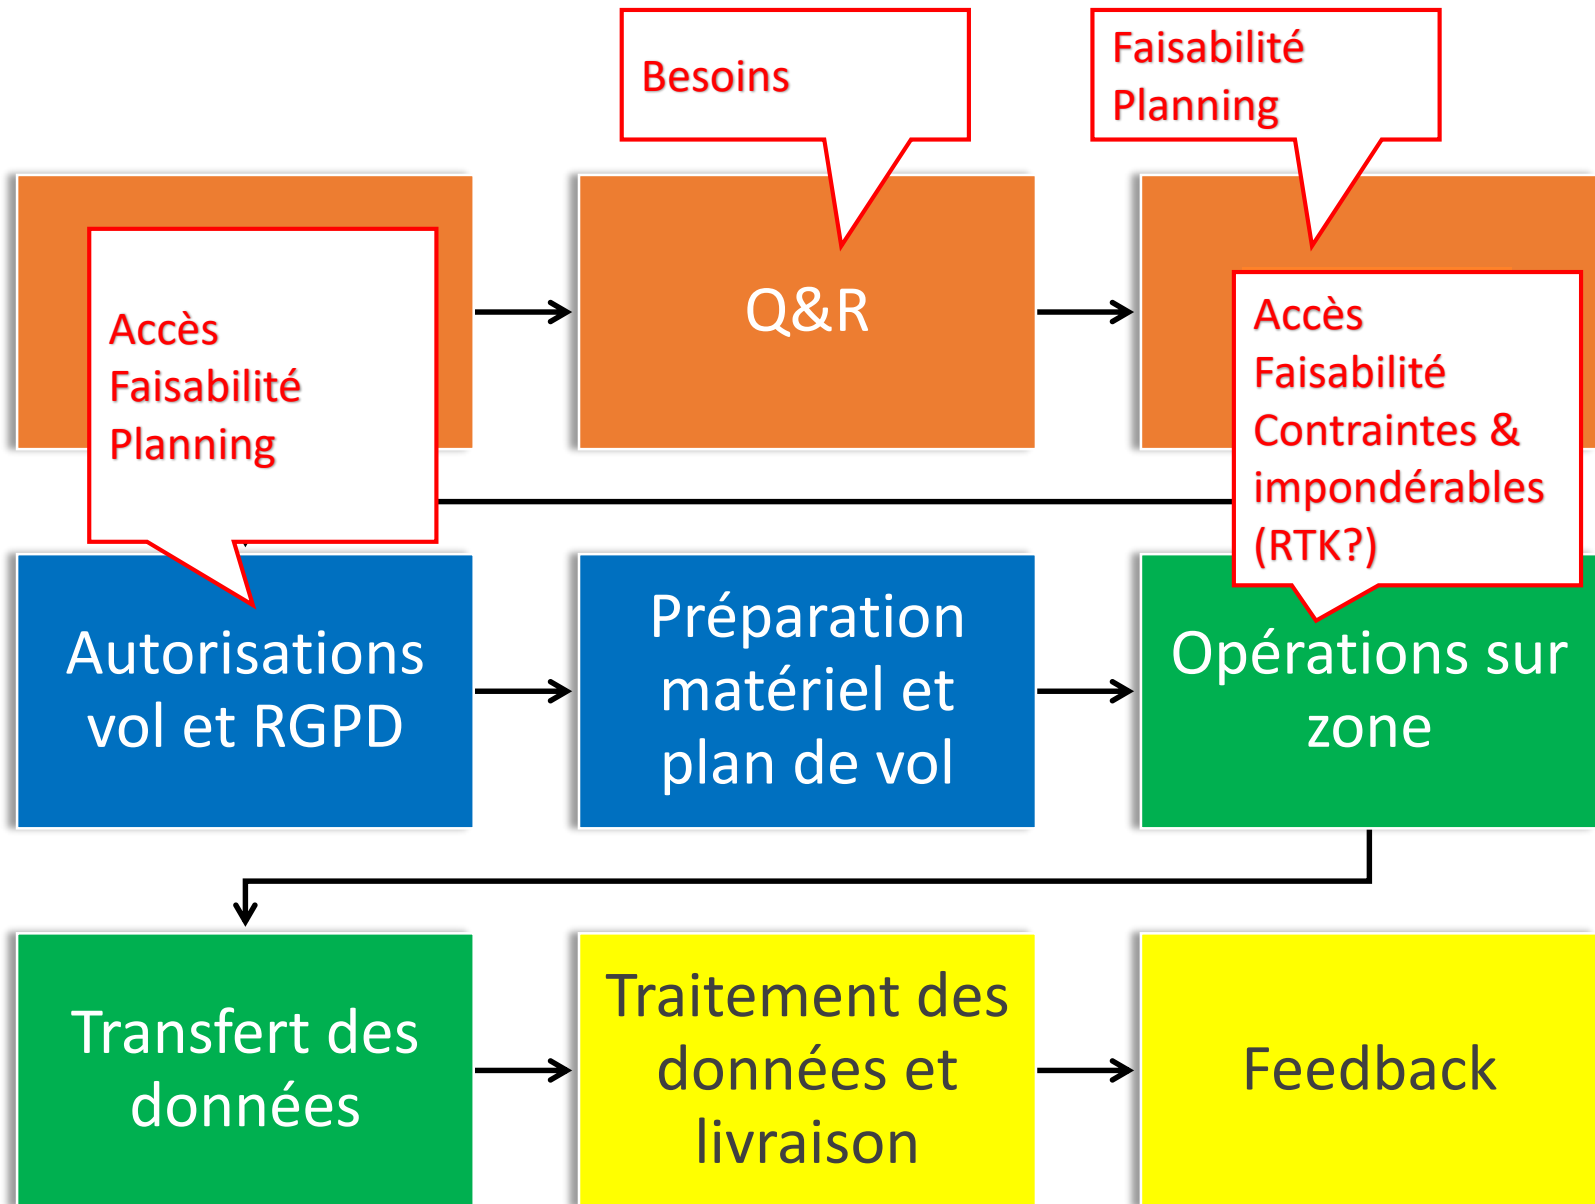 Besoins
Faisabilité
Planning
Accès
Faisabilité
Planning
Q&R
Accès
Faisabilité
Contraintes &
impondérables
(RTK?)
Autorisations
vol et RGPD
Préparation
matériel et
plan de vol
Opérations sur
zone
Transfert des
données
Traitement des
données et
livraison
Feedback